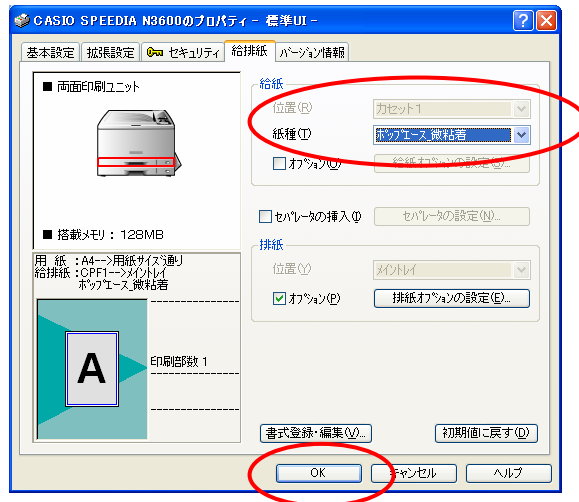 CASIO SPEEDIA N3600のプロパティ - 標準UI -
基本設定 拡張設定 セキュリティ 給排紙 バージョン情報
■ 両面印刷ユニット
■ 搭載メモリ : 128MB
用 紙 :A4-->用紙サイズ通り
給排紙 :CPF1-->メイントレイ
ポップエース_微粘着
A
印刷部数 1
給紙
位置(R) カセット1
紙種(T) ポップエース_微粘着
オプション(O) 給紙オプションの設定(Q)...
セパレータの挿入(I) セパレータの設定(N)...
排紙
位置(Y) メイントレイ
オプション(P) 排紙オプションの設定(E)...
書式登録・編集(V)... 初期値に戻す(D)
OK キャンセル ヘルプ